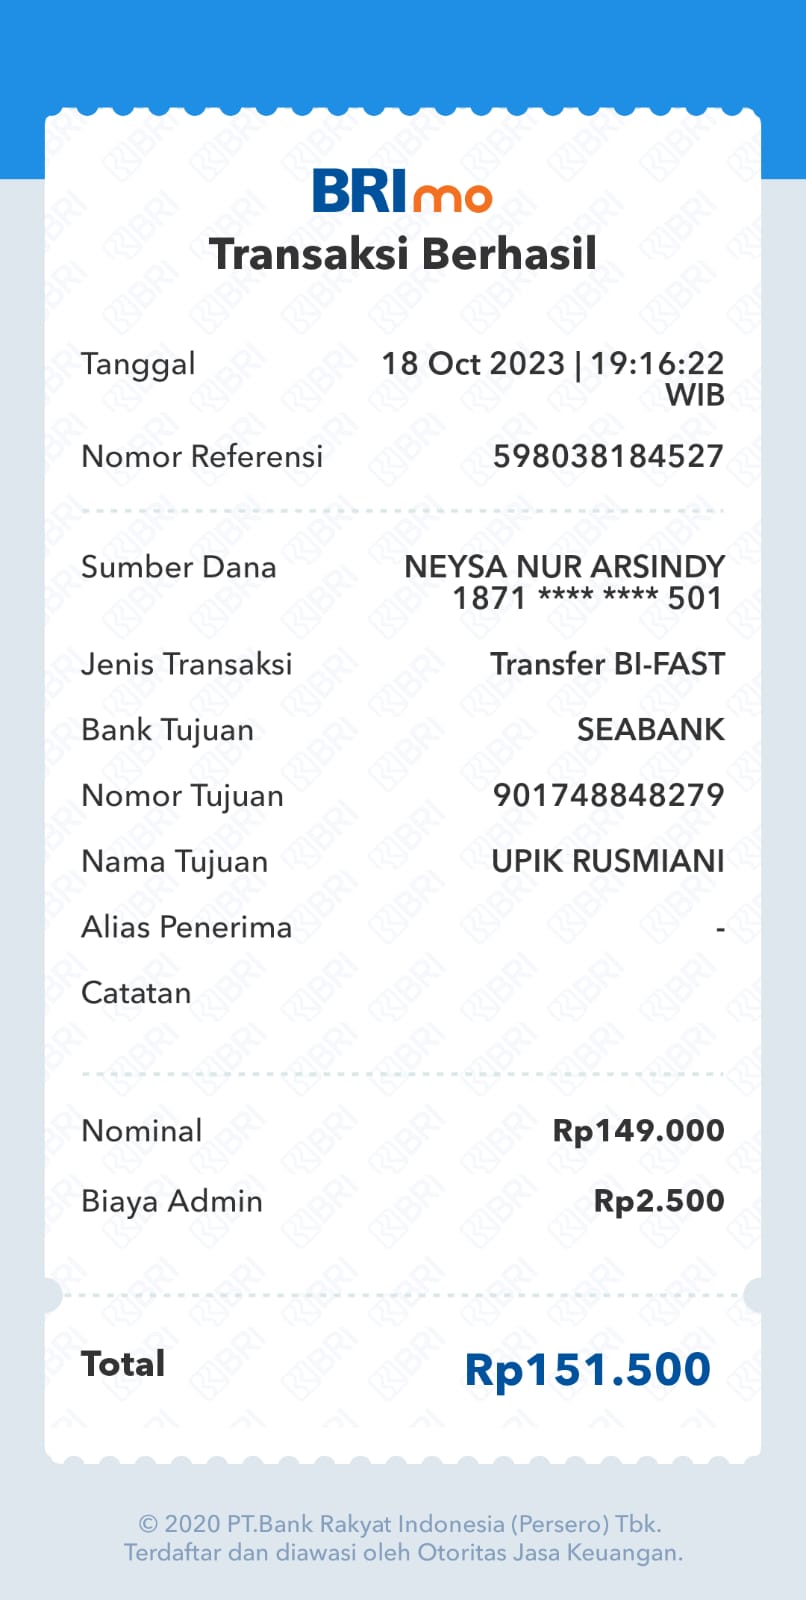 BRImo
Transaksi Berhasil
Tanggal 18 Oct 2023 | 19:16:22
WIB
Nomor Referensi 598038184527
Sumber Dana NEYSA NUR ARSINDY
1871 **** **** 501
Jenis Transaksi Transfer BI-FAST
Bank Tujuan SEABANK
Nomor Tujuan 901748848279
Nama Tujuan UPIK RUSMIANI
Alias Penerima -
Catatan
Nominal Rp149.000
Biaya Admin Rp2.500
Total Rp151.500
© 2020 PT.Bank Rakyat Indonesia (Persero) Tbk.
Terdaftar dan diawasi oleh Otoritas Jasa Keuangan.